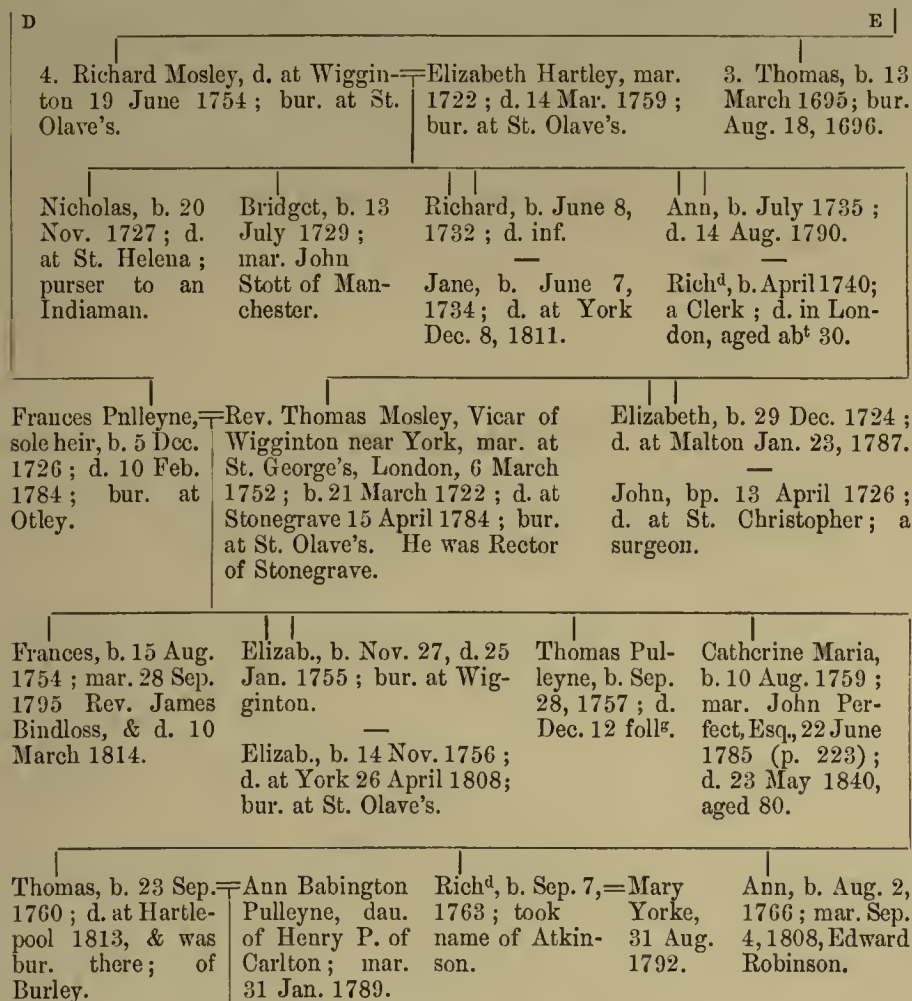 D E
4. Richard Mosley, d. at Wiggin-
ton 19 June 1754 ; bur. at St.
Olave's.
Elizabeth Hartley, mar.
1722 ; d. 14 Mar. 1759 ;
bur. at St. Olave's.
3. Thomas, b. 13
March 1695; bur.
Aug. 18, 1696.
Nicholas, b. 20
Nov. 1727 ; d.
at St. Helena ;
purser to an
Indiaman.
Bridget, b. 13
July 1729 ;
mar. John
Stott of Man-
chester.
Richard, b. June 8,
1732 ; d. inf.
—
Jane, b. June 7,
1734; d. at York
Dec. 8, 1811.
Ann, b. July 1735 ;
d. 14 Aug. 1790.
—
Richᵈ, b. April 1740;
a Clerk ; d. in Lon-
don, aged abᵗ 30.
Frances Pulleyne,
sole heir, b. 5 Dec.
1726 ; d. 10 Feb.
1784 ; bur. at
Otley.
Rev. Thomas Mosley, Vicar of
Wigginton near York, mar. at
St. George's, London, 6 March
1752 ; b. 21 March 1722 ; d. at
Stonegrave 15 April 1784 ; bur.
at St. Olave's. He was Rector
of Stonegrave.
Elizabeth, b. 29 Dec. 1724 ;
d. at Malton Jan. 23, 1787.
—
John, bp. 13 April 1726 ;
d. at St. Christopher ; a
surgeon.
Frances, b. 15 Aug.
1754 ; mar. 28 Sep.
1795 Rev. James
Bindloss, & d. 10
March 1814.
Elizab., b. Nov. 27, d. 25
Jan. 1755 ; bur. at Wig-
ginton.
—
Elizab., b. 14 Nov. 1756 ;
d. at York 26 April 1808;
bur. at St. Olave's.
Thomas Pul-
leyne, b. Sep.
28, 1757 ; d.
Dec. 12 follᵍ.
Catherine Maria,
b. 10 Aug. 1759 ;
mar. John Per-
fect, Esq., 22 June
1785 (p. 223) ;
d. 23 May 1840,
aged 80.
Thomas, b. 23 Sep.
1760 ; d. at Hartle-
pool 1813, & was
bur. there; of
Burley.
Ann Babington
Pulleyne, dau.
of Henry P. of
Carlton ; mar.
31 Jan. 1789.
Richᵈ, b. Sep. 7,
1763 ; took
name of Atkin-
son.
Mary
Yorke,
31 Aug.
1792.
Ann, b. Aug. 2,
1766; mar. Sep.
4, 1808, Edward
Robinson.